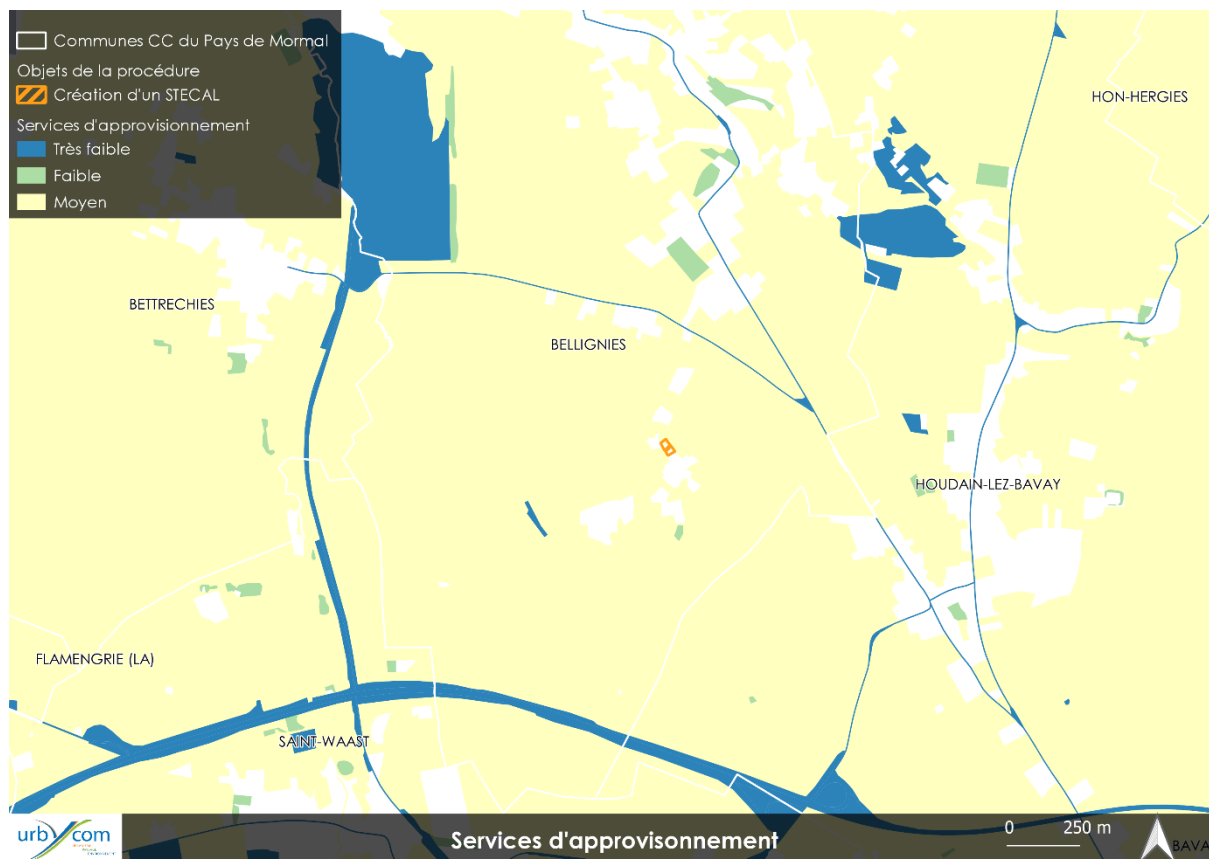 Communes CC du Pays de Mormal
Objets de la procédure
Création d'un STECAL
Services d'approvisionnement
Très faible
Faible
Moyen
HON-HERGIES
BETTRECHIES
BELLIGNIES
HOUDAIN-LEZ-BAVAY
FLAMENGRIE (LA)
SAINT-WAAST
urbycom
Services d'approvisonnement
0 250 m
BAVA